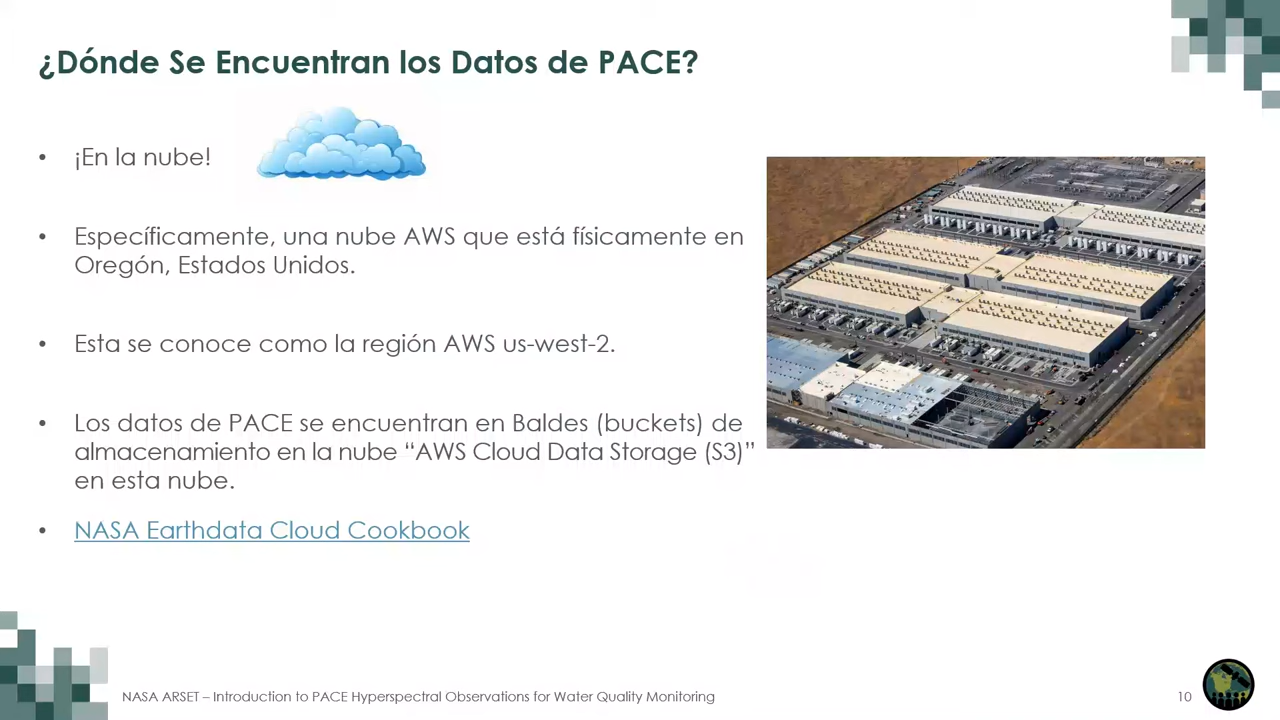 ¿Dónde Se Encuentran los Datos de PACE?
• ¡En la nube!
• Específicamente, una nube AWS que está físicamente en
Oregón, Estados Unidos.
• Esta se conoce como la región AWS us-west-2.
• Los datos de PACE se encuentran en Baldes (buckets) de
almacenamiento en la nube “AWS Cloud Data Storage (S3)”
en esta nube.
• NASA Earthdata Cloud Cookbook
NASA ARSET – Introduction to PACE Hyperspectral Observations for Water Quality Monitoring
10